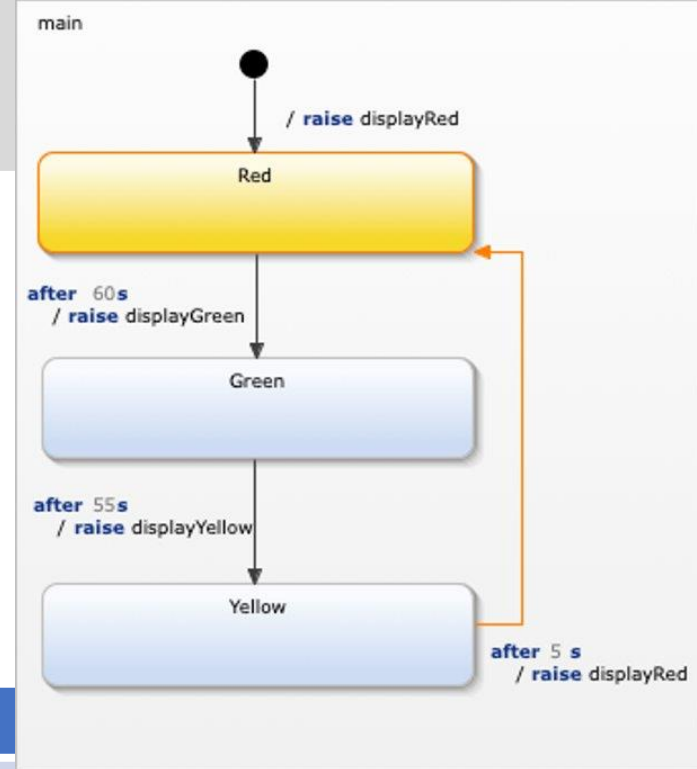 main
/ raise displayRed
Red
after 60s
/ raise displayGreen
Green
after 55s
/ raise displayYellow
Yellow
after 5 s
/ raise displayRed